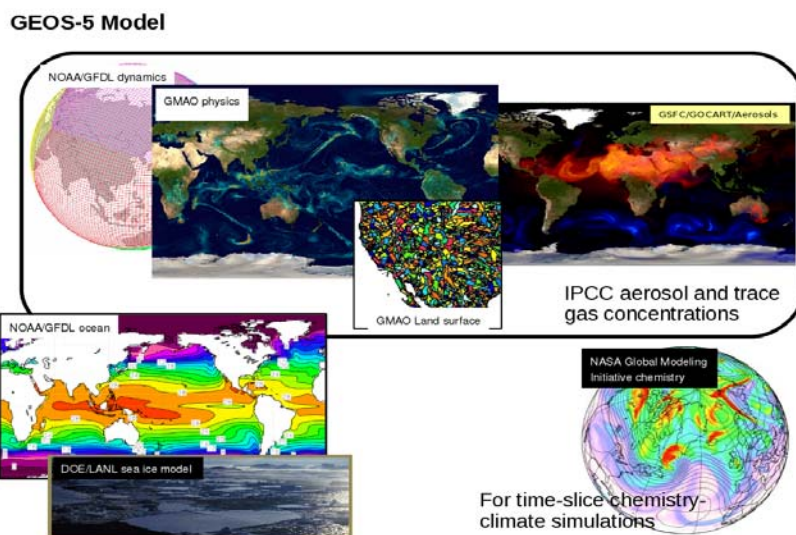 GEOS-5 Model
NOAA/GFDL dynamics
GMAO physics
GSFC/GOCART/Aerosols
GMAO Land surface
IPCC aerosol and trace
gas concentrations
NOAA/GFDL ocean
NASA Global Modeling
Initiative chemistry
DOE/LANL sea ice model
For time-slice chemistry-
climate simulations